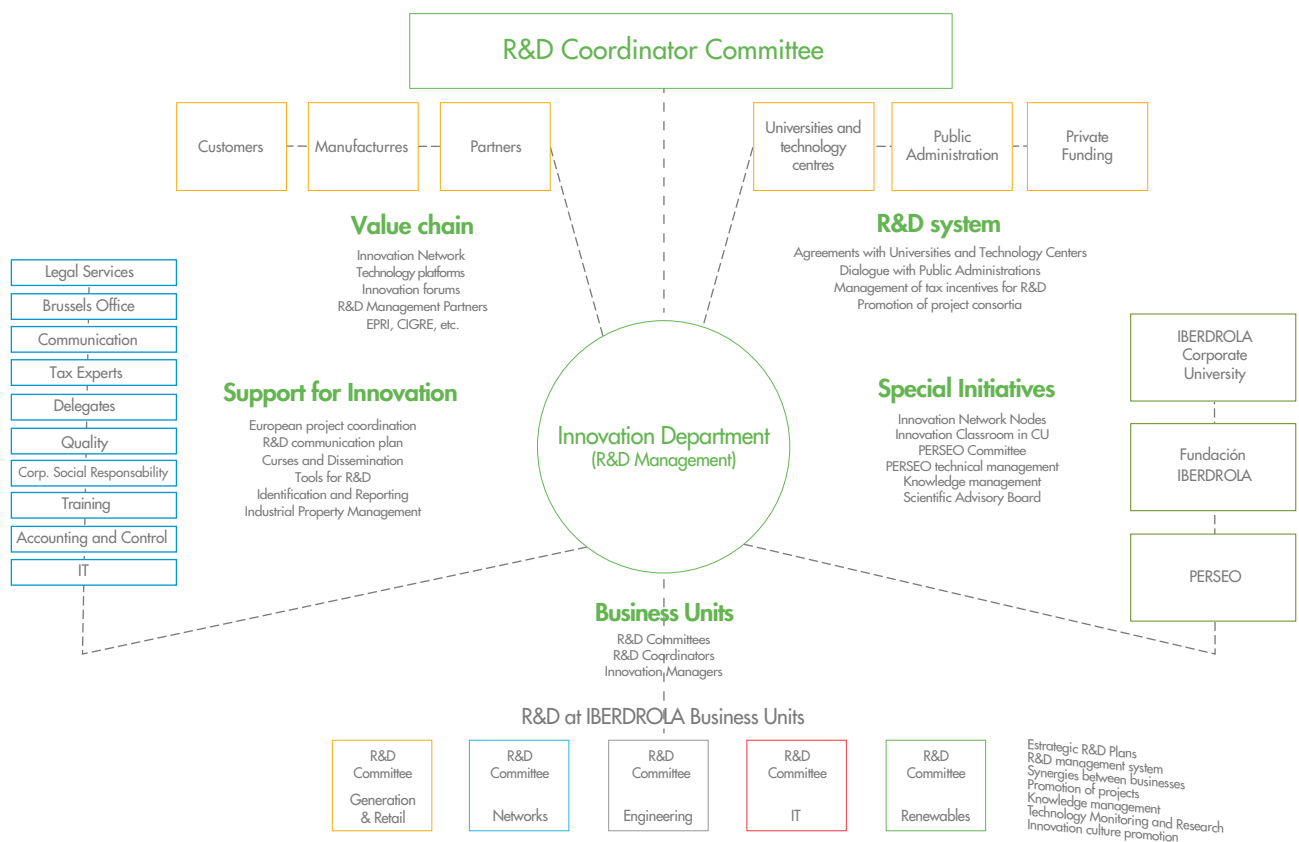 R&D Coordinator Committee
Customers
Manufacturres
Partners
Universities and
technology
centres
Public
Administration
Private
Funding
Value chain
Innovation Network
Technology platforms
Innovation forums
R&D Management Partners
EPRI, CIGRE, etc.
R&D system
Agreements with Universities and Technology Centers
Dialogue with Public Administrations
Management of tax incentives for R&D
Promotion of project consortia
Legal Services
Brussels Office
Communication
Tax Experts
Delegates
Quality
Corp. Social Responsability
Training
Accounting and Control
IT
Support for Innovation
European project coordination
R&D communication plan
Curses and Dissemination
Tools for R&D
Identification and Reporting
Industrial Property Management
Innovation Department
(R&D Management)
Special Initiatives
Innovation Network Nodes
Innovation Classroom in CU
PERSEO Committee
PERSEO technical management
Knowledge management
Scientific Advisory Board
IBERDROLA
Corporate
University
Fundación
IBERDROLA
PERSEO
Business Units
R&D Committees
R&D Coordinators
Innovation Managers
R&D at IBERDROLA Business Units
R&D
Committee
Generation
& Retail
R&D
Committee
Networks
R&D
Committee
Engineering
R&D
Committee
IT
R&D
Committee
Renewables
Estrategic R&D Plans
R&D management system
Synergies between businesses
Promotion of projects
Knowledge management
Technology Monitoring and Research
Innovation culture promotion